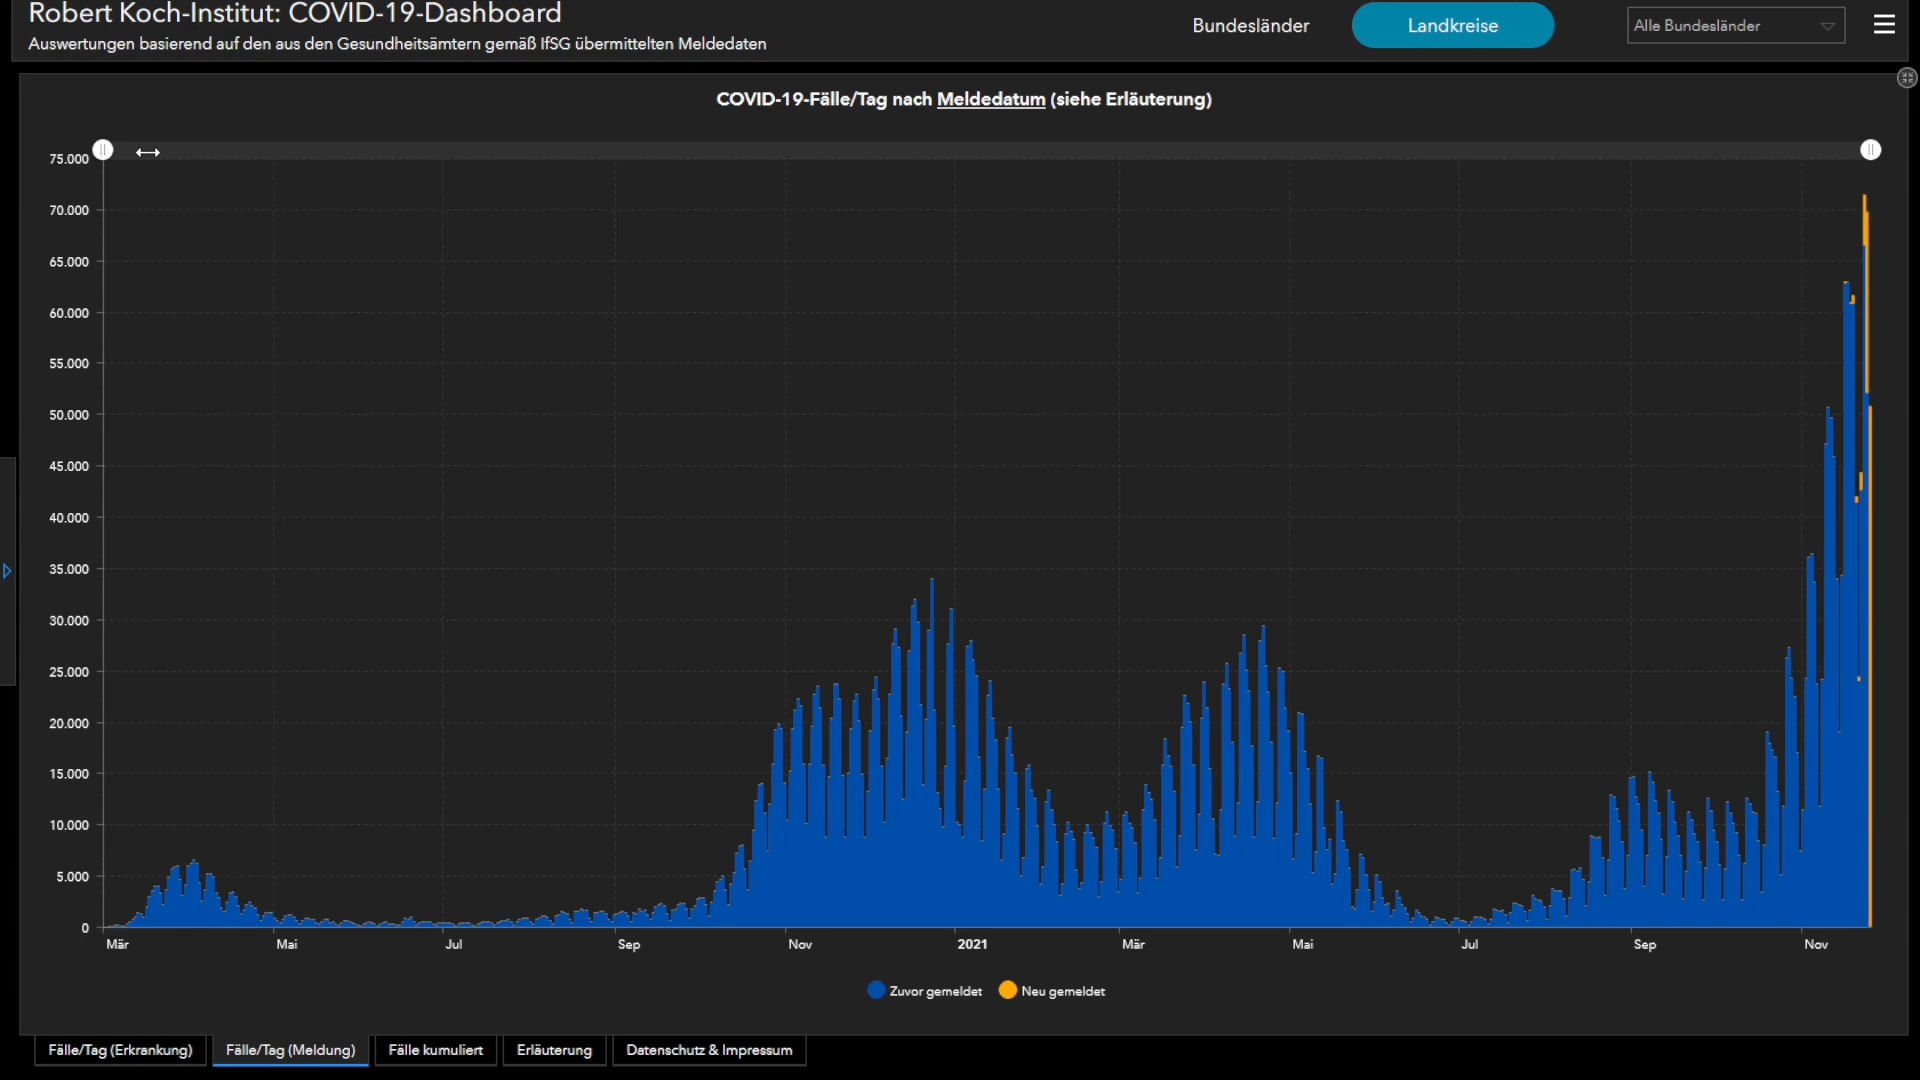 Robert Koch-Institut: COVID-19-Dashboard
Auswertungen basierend auf den aus den Gesundheitsämtern gemäß IfSG übermittelten Meldedaten
Bundesländer
Landkreise
Alle Bundesländer
COVID-19-Fälle/Tag nach Meldedatum (siehe Erläuterung)
75.000
70.000
65.000
60.000
55.000
50.000
45.000
40.000
35.000
30.000
25.000
20.000
15.000
10.000
5.000
0
Mär Mai Jul Sep Nov 2021 Mär Mai Jul Sep Nov
Zuvor gemeldet Neu gemeldet
Fälle/Tag (Erkrankung) Fälle/Tag (Meldung) Fälle kumuliert Erläuterung Datenschutz & Impressum